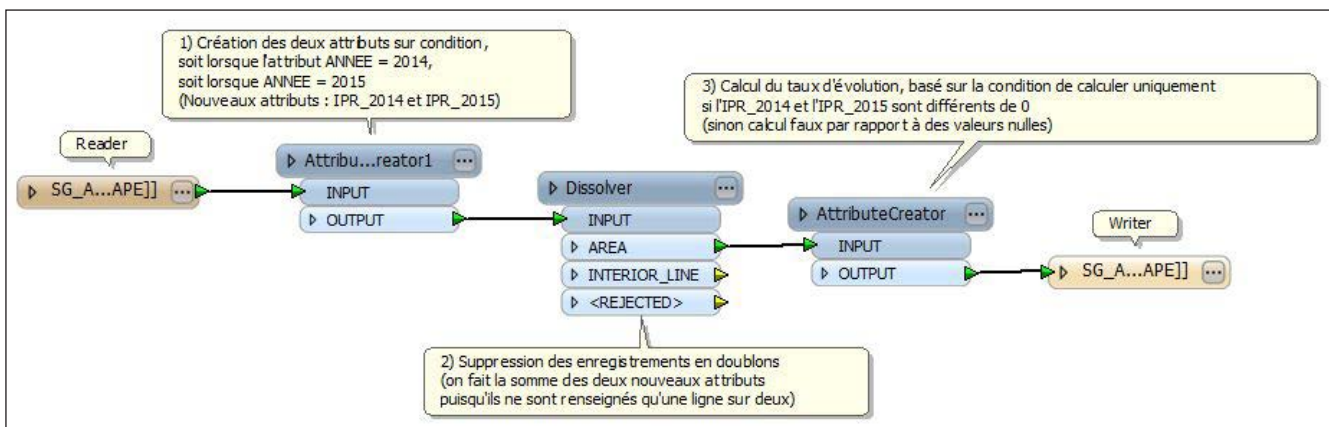 1) Création des deux attributs sur condition,
soit lorsque l'attribut ANNEE = 2014,
soit lorsque ANNEE = 2015
(Nouveaux attributs : IPR_2014 et IPR_2015)
3) Calcul du taux d'évolution, basé sur la condition de calculer uniquement
si l'IPR_2014 et l'IPR_2015 sont différents de 0
(sinon calcul faux par rapport à des valeurs nulles)
Reader
SG_A...APE]]
Attribu...reator1
INPUT
OUTPUT
Dissolver
INPUT
AREA
INTERIOR_LINE
<REJECTED>
AttributeCreator
INPUT
OUTPUT
Writer
SG_A...APE]]
2) Suppression des enregistrements en doublons
(on fait la somme des deux nouveaux attributs
puisqu'ils ne sont renseignés qu'une ligne sur deux)